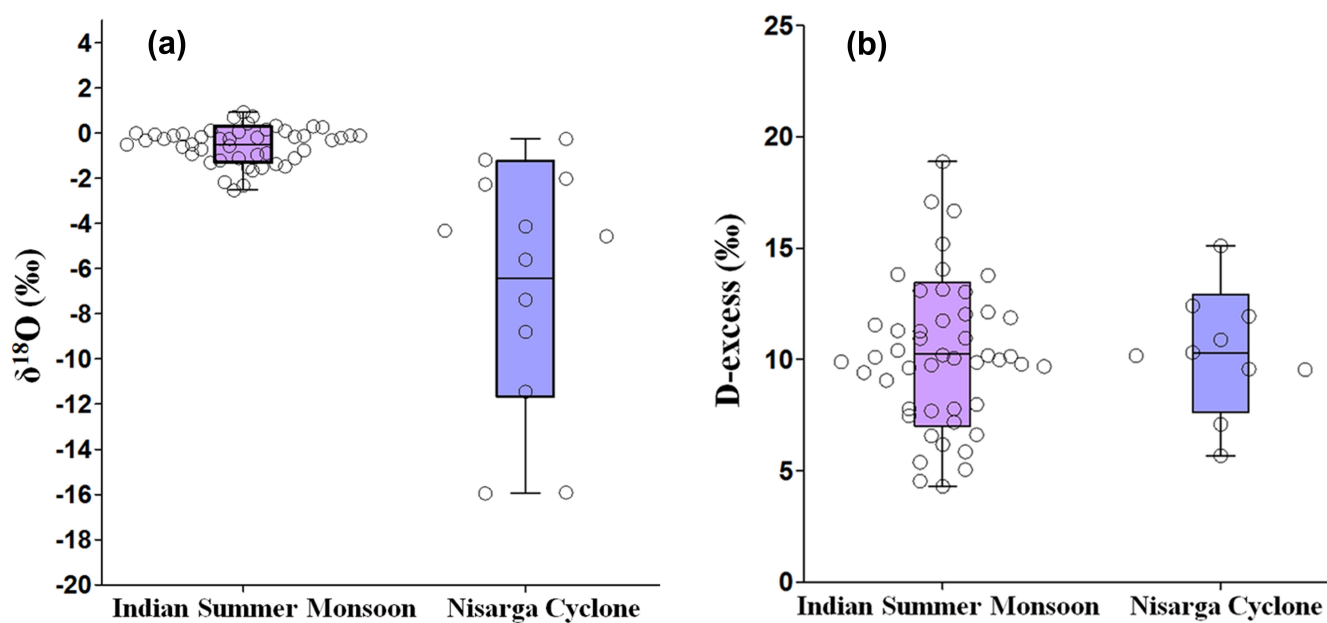 (a)
δ¹⁸O (‰)
4
2
0
-2
-4
-6
-8
-10
-12
-14
-16
-18
-20
Indian Summer Monsoon
Nisarga Cyclone
(b)
D-excess (‰)
25
20
15
10
5
0
Indian Summer Monsoon
Nisarga Cyclone